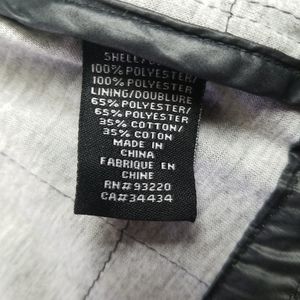 SHELL/
100% POLYESTER/
100% POLYESTER
LINING/DOUBLURE
65% POLYESTER/
65% POLYESTER
35% COTTON/
35% COTON
MADE IN
CHINA
FABRIQUE EN
CHINE
RN# 93220
CA# 34434